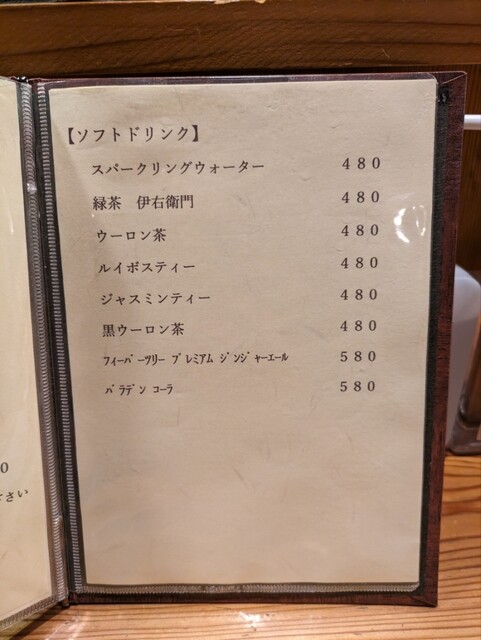 【ソフトドリンク】
スパークリングウォーター 480
緑茶 伊右衛門 480
ウーロン茶 480
ルイボスティー 480
ジャスミンティー 480
黒ウーロン茶 480
ﾌｨｰﾊﾞｰﾂﾘｰ ﾌﾟﾚﾐｱﾑ ｼﾞﾝｼﾞｬｰｴｰﾙ 580
ﾊﾞﾗﾃﾞﾝ ｺｰﾗ 580
0
さい